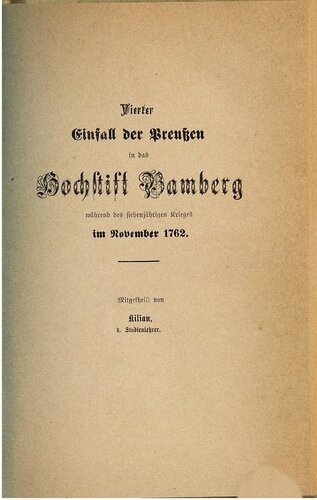 Vierter
Einfall der Preußen
in das
Hochstift Bamberg
während des siebenjährigen Krieges
im November 1762.
Mitgetheilt von
Kilian,
k. Studienlehrer.